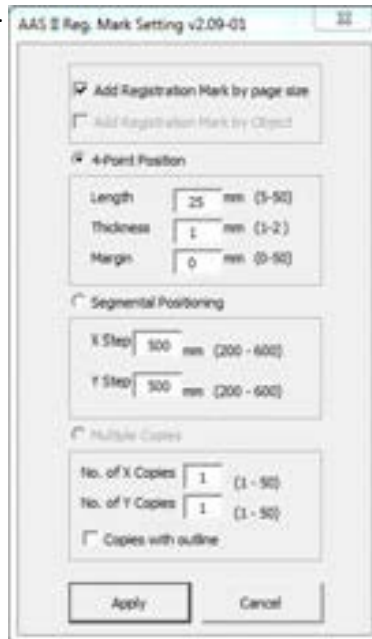 AAS II Reg. Mark Setting v2.09-01
Add Registration Mark by page size
Add Registration Mark by Object
4-Point Position
Length 25 mm (5-50)
Thickness 1 mm (1-2)
Margin 0 mm (0-50)
Segmental Positioning
X Step 500 mm (200 - 600)
Y Step 500 mm (200 - 600)
Multiple Copies
No. of X Copies 1 (1 - 50)
No. of Y Copies 1 (1 - 50)
Copies with outline
Apply Cancel